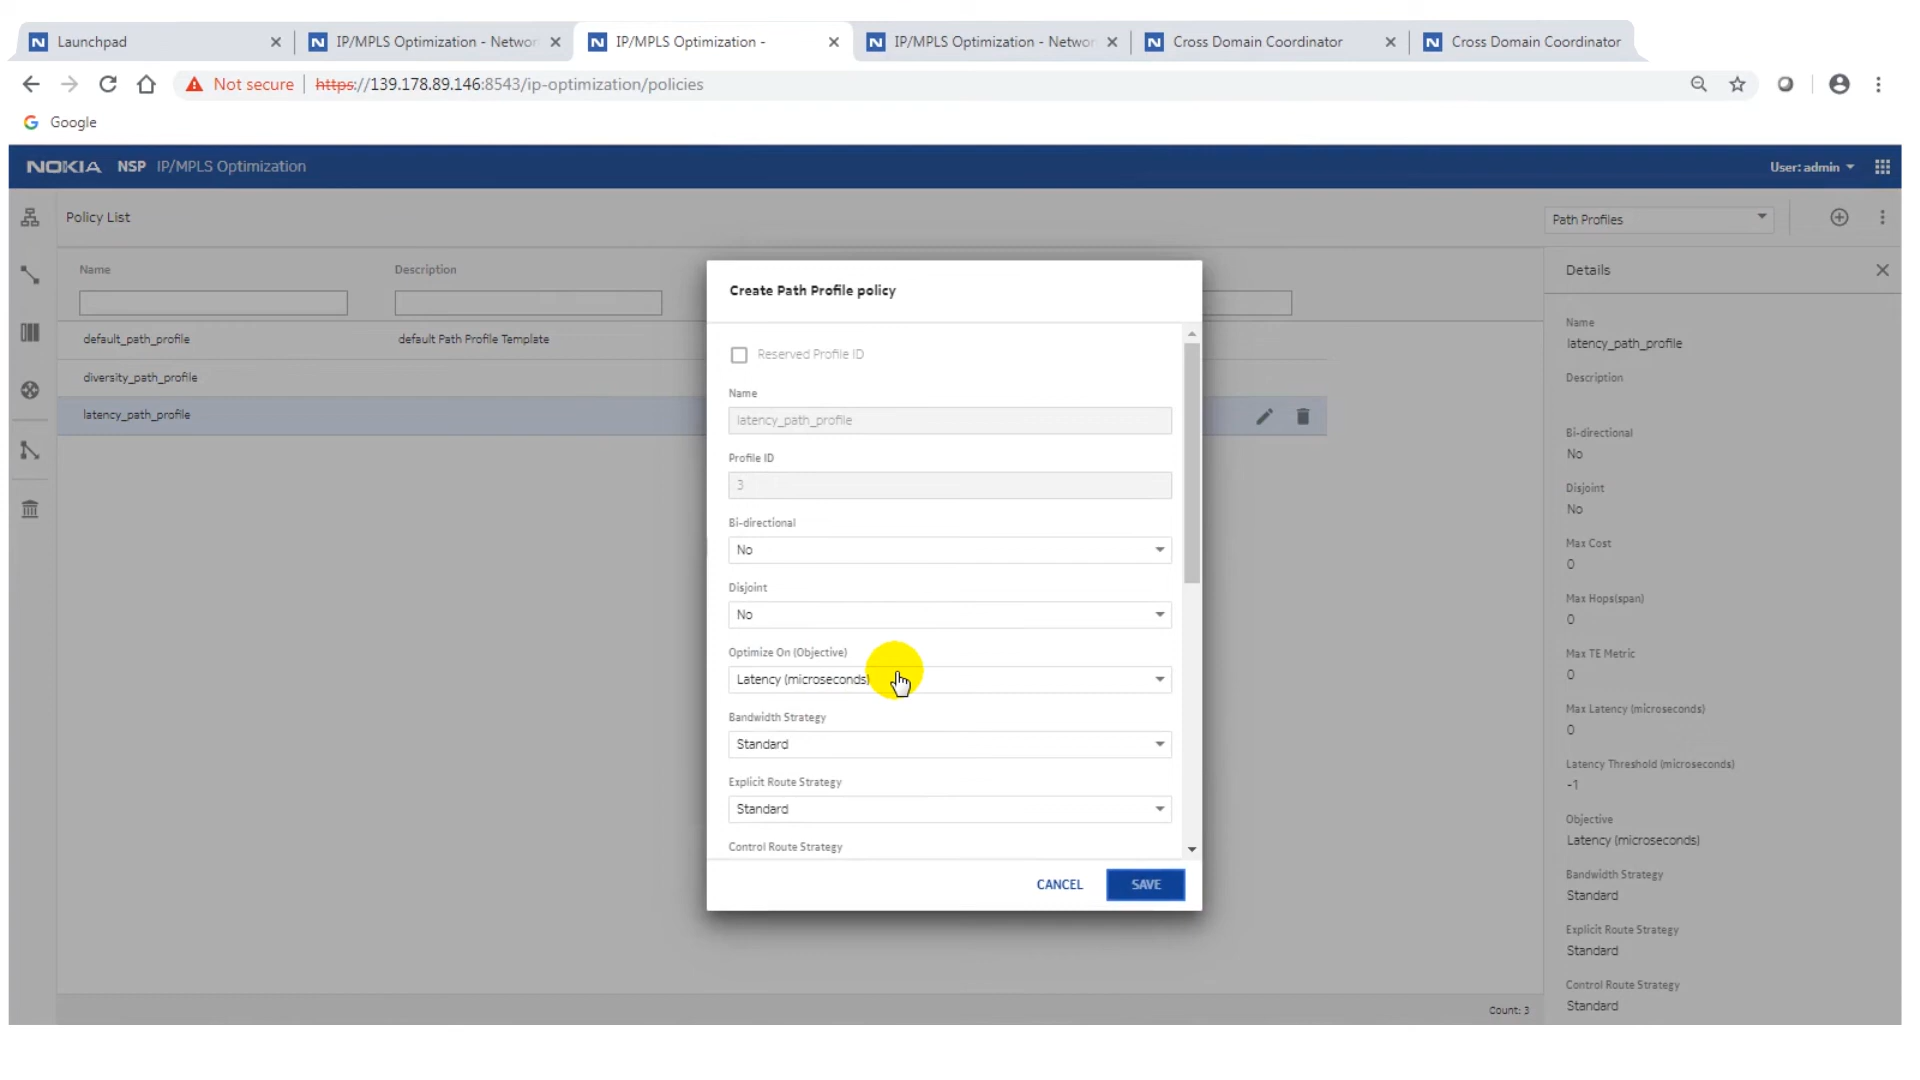 Launchpad
IP/MPLS Optimization - Networ
IP/MPLS Optimization -
IP/MPLS Optimization - Networ
Cross Domain Coordinator
Cross Domain Coordinator
Not secure
https://139.178.89.146:8543/ip-optimization/policies
Google
NOKIA NSP IP/MPLS Optimization
User: admin
Policy List
Path Profiles
Name
Description
default_path_profile
default Path Profile Template
diversity_path_profile
latency_path_profile
Count: 3
Create Path Profile policy
Reserved Profile ID
Name
latency_path_profile
Profile ID
3
Bi-directional
No
Disjoint
No
Optimize On (Objective)
Latency (microseconds)
Bandwidth Strategy
Standard
Explicit Route Strategy
Standard
Control Route Strategy
CANCEL
SAVE
Details
Name
latency_path_profile
Description
Bi-directional
No
Disjoint
No
Max Cost
0
Max Hops(span)
0
Max TE Metric
0
Max Latency (microseconds)
0
Latency Threshold (microseconds)
-1
Objective
Latency (microseconds)
Bandwidth Strategy
Standard
Explicit Route Strategy
Standard
Control Route Strategy
Standard